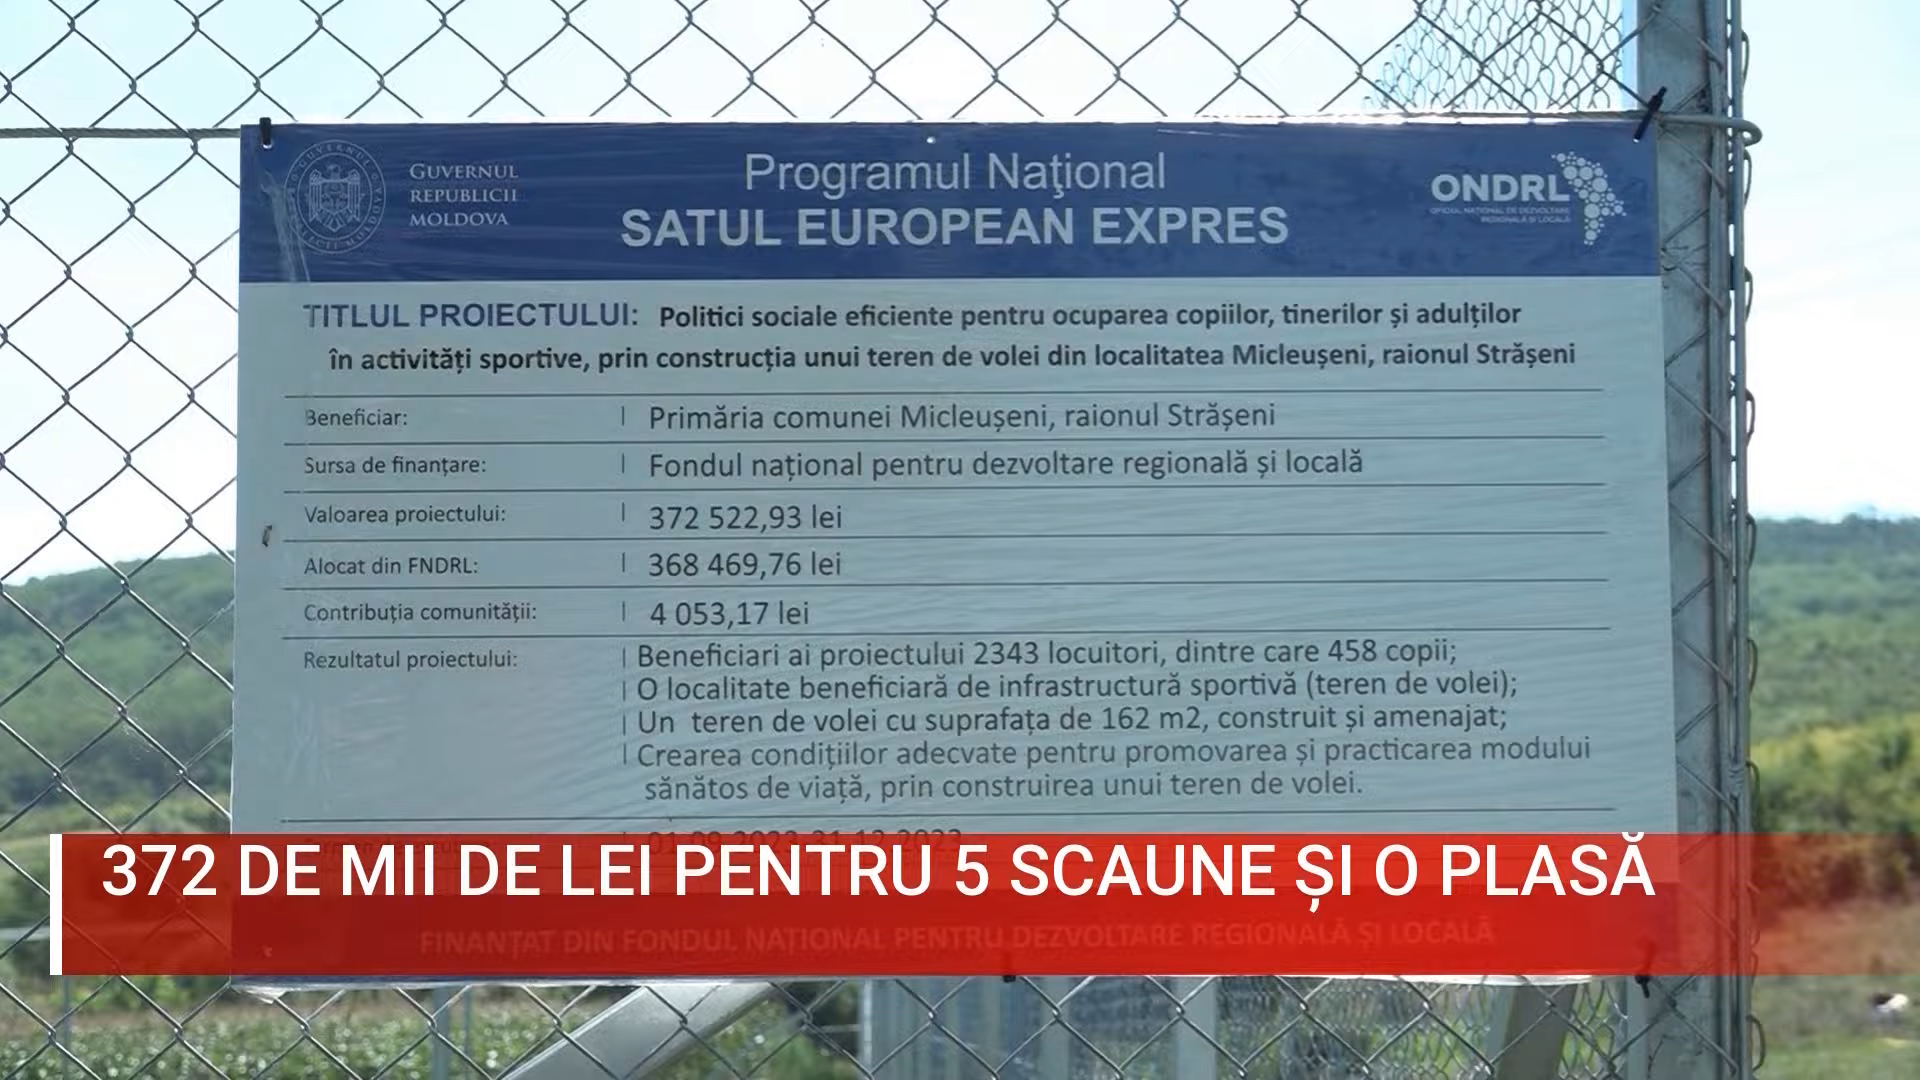 GUVERNUL
REPUBLICII
MOLDOVA
Programul Naţional
SATUL EUROPEAN EXPRES
ONDRL
OFICIUL NAȚIONAL DE DEZVOLTARE
REGIONALĂ ȘI LOCALĂ
TITLUL PROIECTULUI: Politici sociale eficiente pentru ocuparea copiilor, tinerilor și adulților
în activități sportive, prin construcția unui teren de volei din localitatea Micleușeni, raionul Strășeni
Beneficiar: Primăria comunei Micleușeni, raionul Strășeni
Sursa de finanțare: Fondul național pentru dezvoltare regională și locală
Valoarea proiectului: 372 522,93 lei
Alocat din FNDRL: 368 469,76 lei
Contribuția comunității: 4 053,17 lei
Rezultatul proiectului: Beneficiari ai proiectului 2343 locuitori, dintre care 458 copii;
O localitate beneficiară de infrastructură sportivă (teren de volei);
Un teren de volei cu suprafața de 162 m2, construit și amenajat;
Crearea condițiilor adecvate pentru promovarea și practicarea modului
sănătos de viață, prin construirea unui teren de volei.
372 DE MII DE LEI PENTRU 5 SCAUNE ȘI O PLASĂ
FINANȚAT DIN FONDUL NAȚIONAL PENTRU DEZVOLTARE REGIONALĂ ȘI LOCALĂ